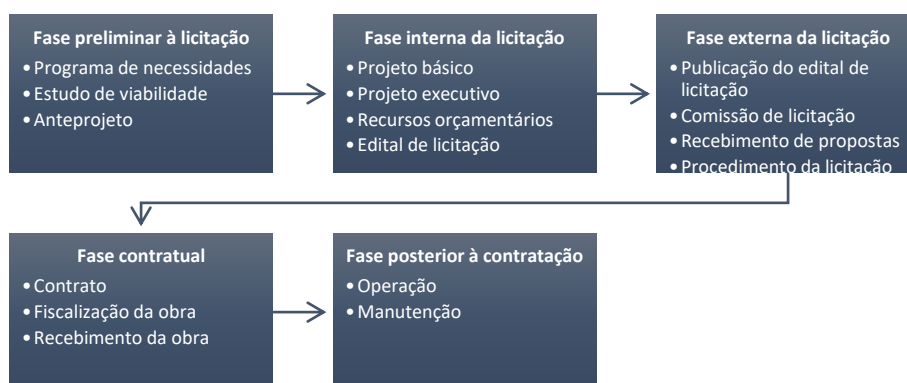 Fase preliminar à licitação
• Programa de necessidades
• Estudo de viabilidade
• Anteprojeto
Fase interna da licitação
• Projeto básico
• Projeto executivo
• Recursos orçamentários
• Edital de licitação
Fase externa da licitação
• Publicação do edital de
licitação
• Comissão de licitação
• Recebimento de propostas
• Procedimento da licitação
Fase contratual
• Contrato
• Fiscalização da obra
• Recebimento da obra
Fase posterior à contratação
• Operação
• Manutenção